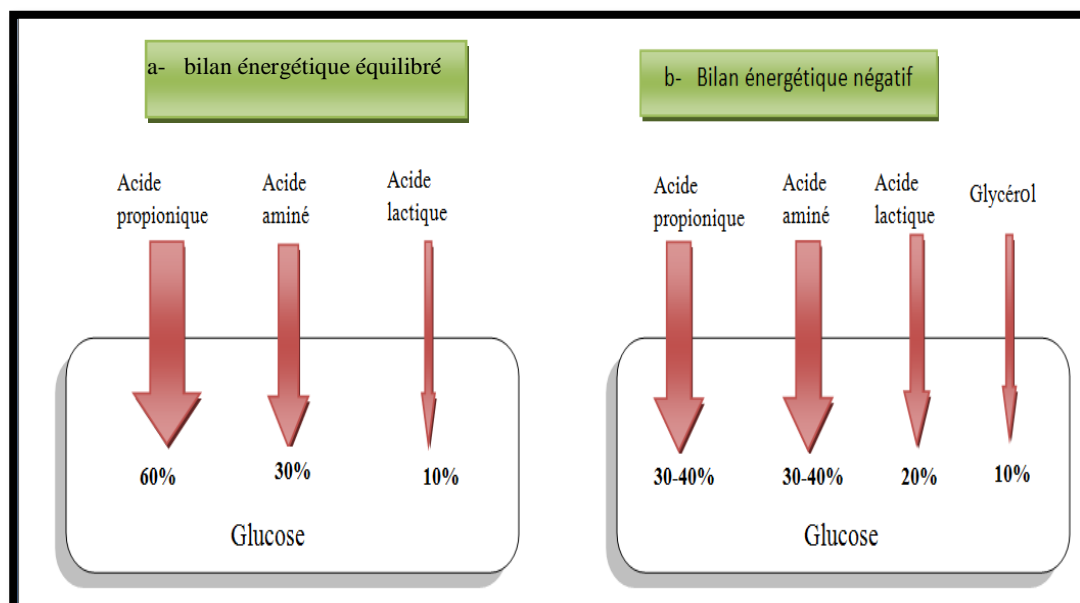 a- bilan énergétique équilibré
Acide propionique
Acide aminé
Acide lactique
60%
30%
10%
Glucose
b- Bilan énergétique négatif
Acide propionique
Acide aminé
Acide lactique
Glycérol
30-40%
30-40%
20%
10%
Glucose